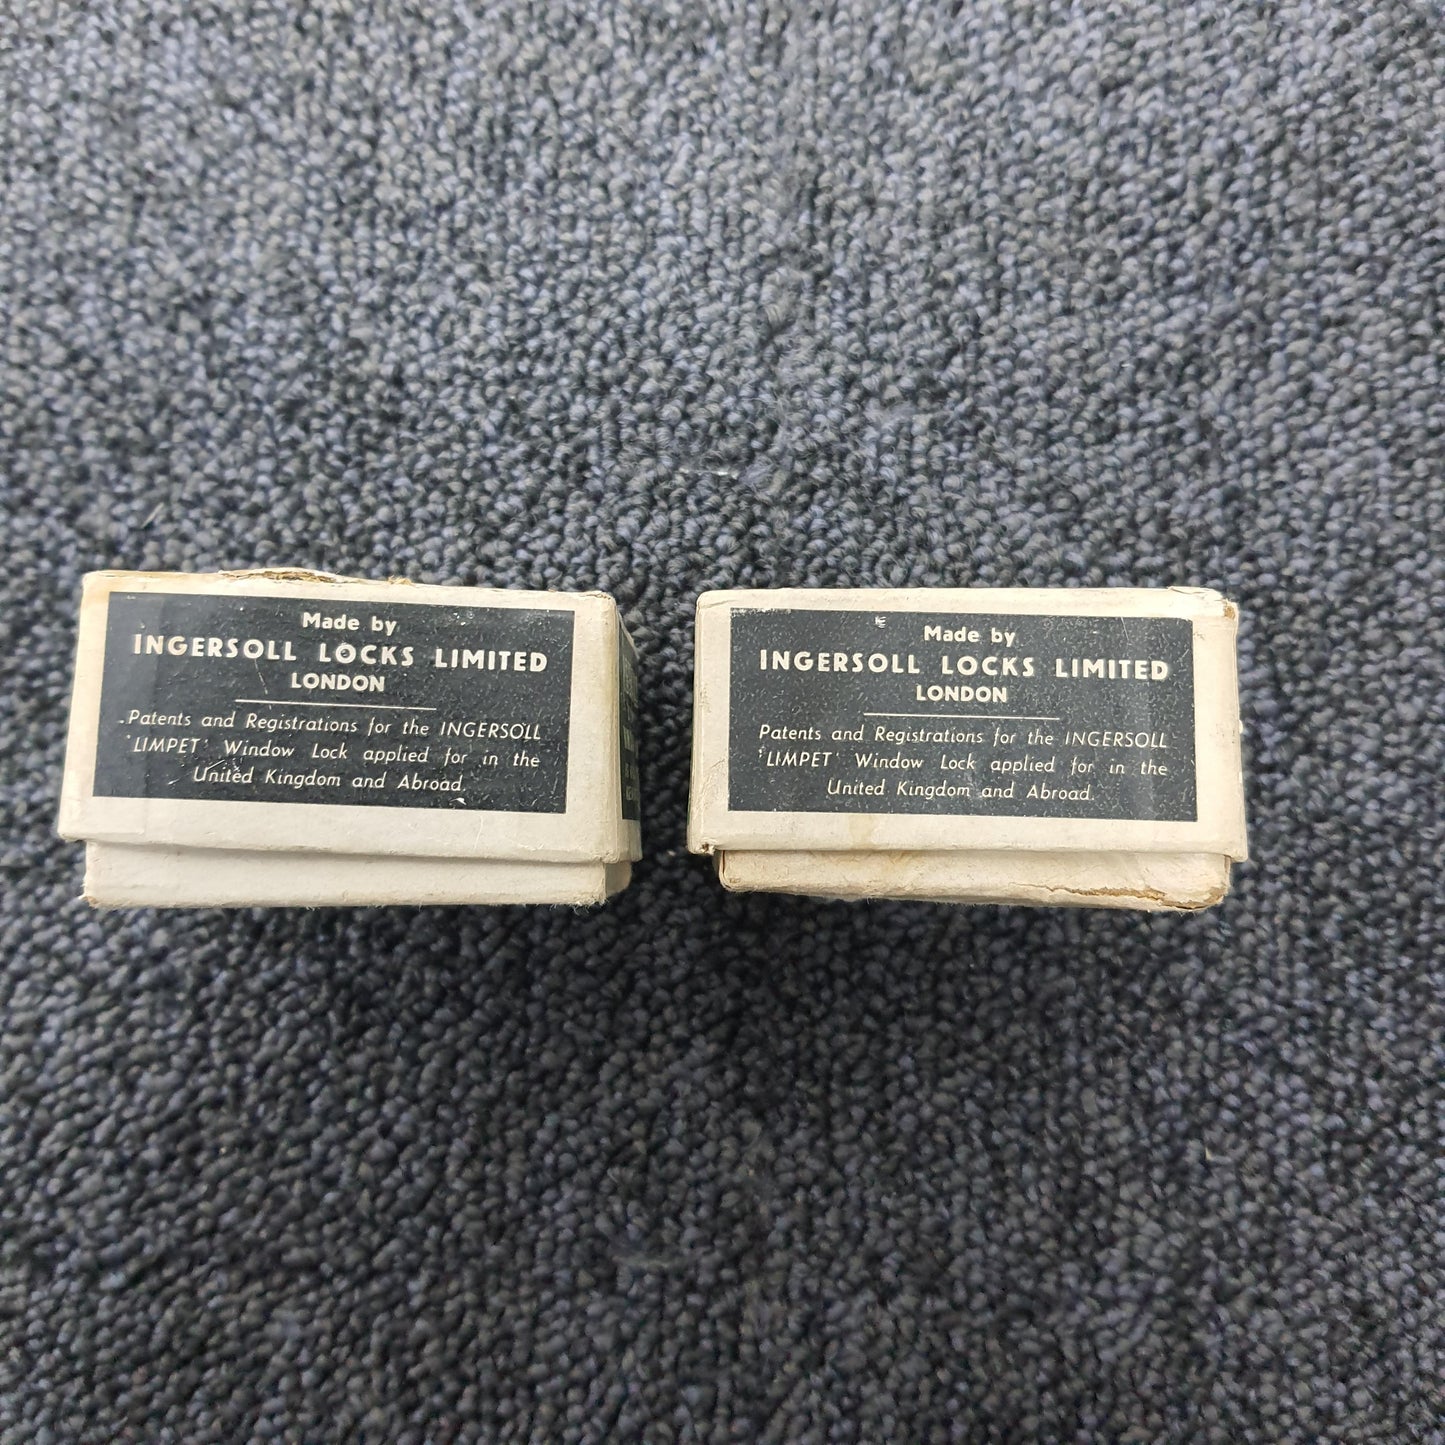 Made by
INGERSOLL LOCKS LIMITED
LONDON
Patents and Registrations for the INGERSOLL
'LIMPET' Window Lock applied for in the
United Kingdom and Abroad.
Made by
INGERSOLL LOCKS LIMITED
LONDON
Patents and Registrations for the INGERSOLL
'LIMPET' Window Lock applied for in the
United Kingdom and Abroad.